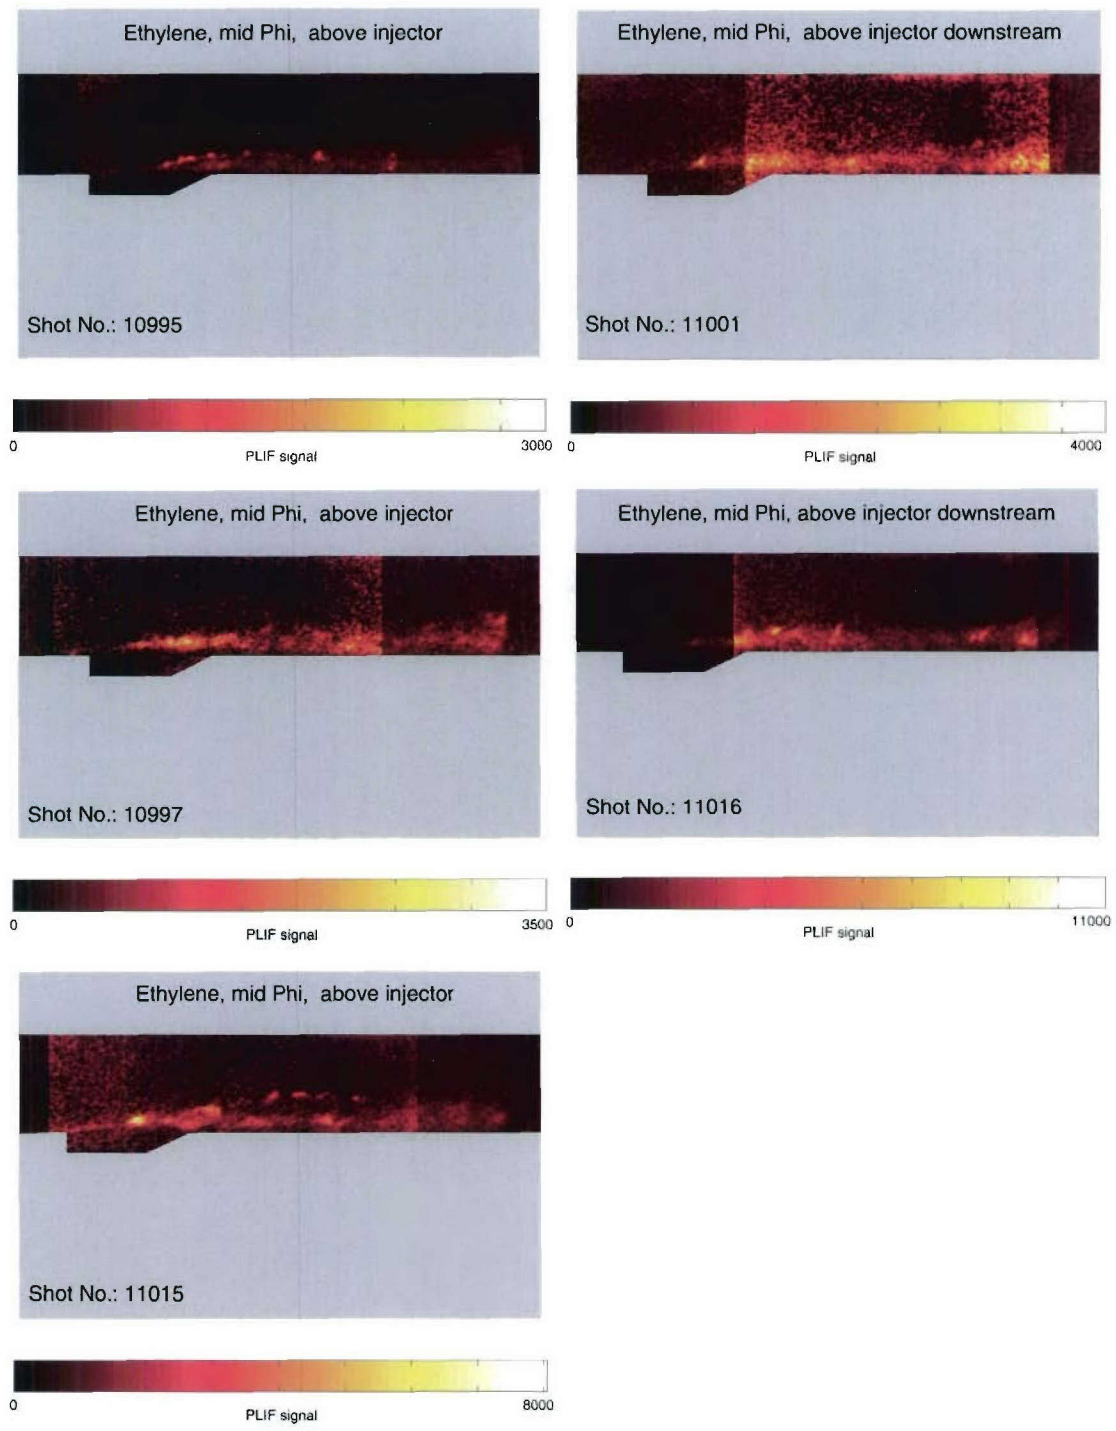 Ethylene, mid Phi, above injector
Shot No.: 10995
0 3000
PLIF signal
Ethylene, mid Phi, above injector downstream
Shot No.: 11001
0 4000
PLIF signal
Ethylene, mid Phi, above injector
Shot No.: 10997
0 3500
PLIF signal
Ethylene, mid Phi, above injector downstream
Shot No.: 11016
0 11000
PLIF signal
Ethylene, mid Phi, above injector
Shot No.: 11015
0 8000
PLIF signal